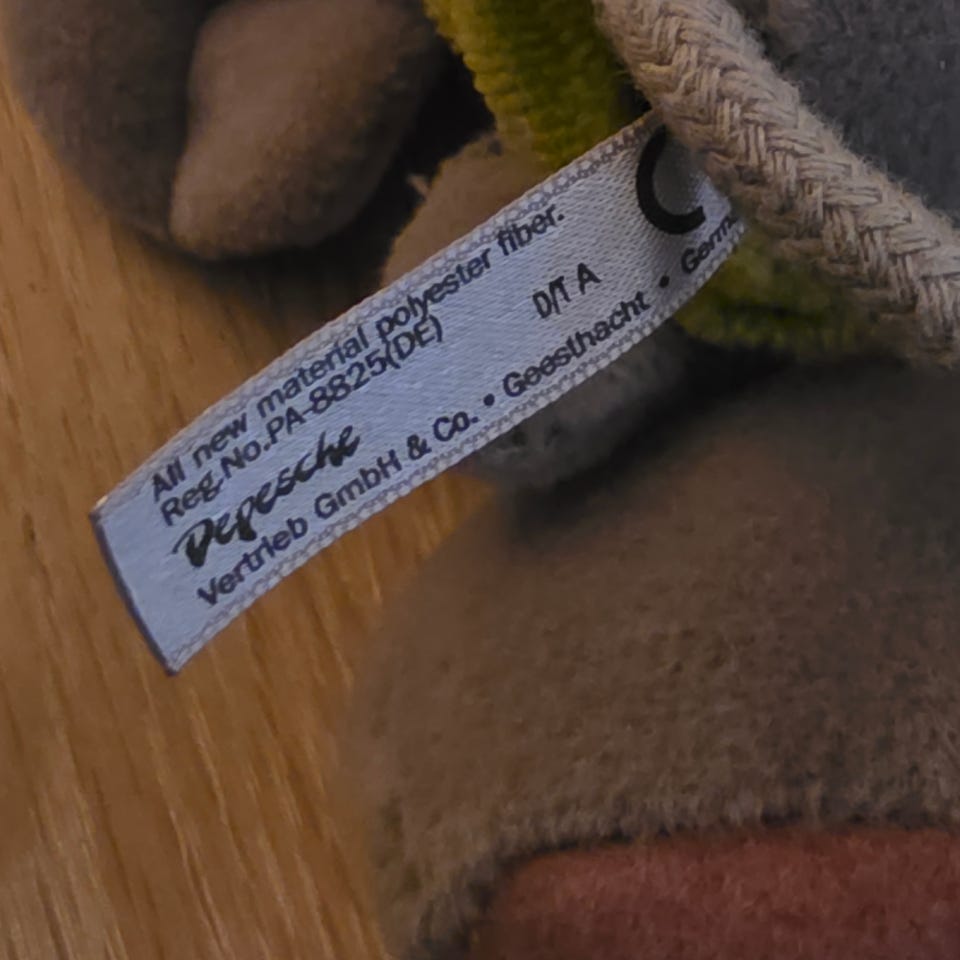 All new material polyester fiber.
Reg.No.PA-8825(DE)
D/T A
Depesche
Vertrieb GmbH & Co. • Geesthacht •